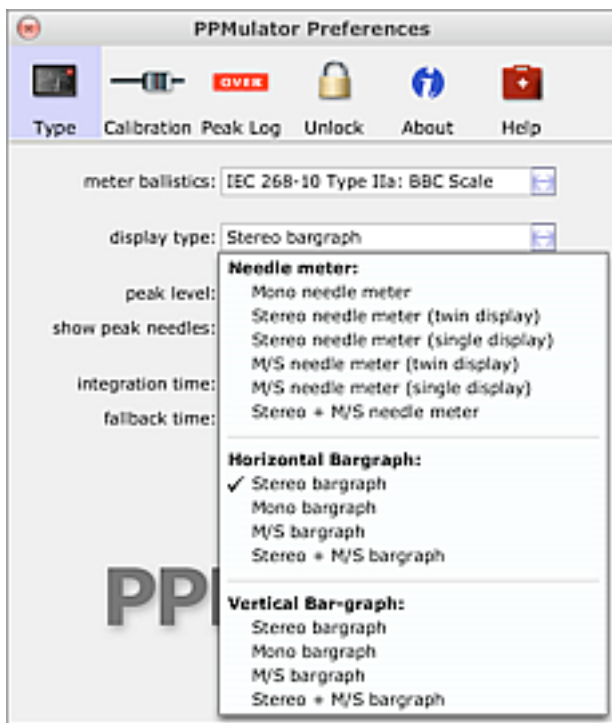 PPMulator Preferences
OVER
Type Calibration Peak Log Unlock About Help
meter ballistics: IEC 268-10 Type IIa: BBC Scale
display type: Stereo bargraph
peak level:
show peak needles:
integration time:
fallback time:
Needle meter:
Mono needle meter
Stereo needle meter (twin display)
Stereo needle meter (single display)
M/S needle meter (twin display)
M/S needle meter (single display)
Stereo + M/S needle meter
Horizontal Bargraph:
✓ Stereo bargraph
Mono bargraph
M/S bargraph
Stereo + M/S bargraph
Vertical Bar-graph:
Stereo bargraph
Mono bargraph
M/S bargraph
Stereo + M/S bargraph
PP